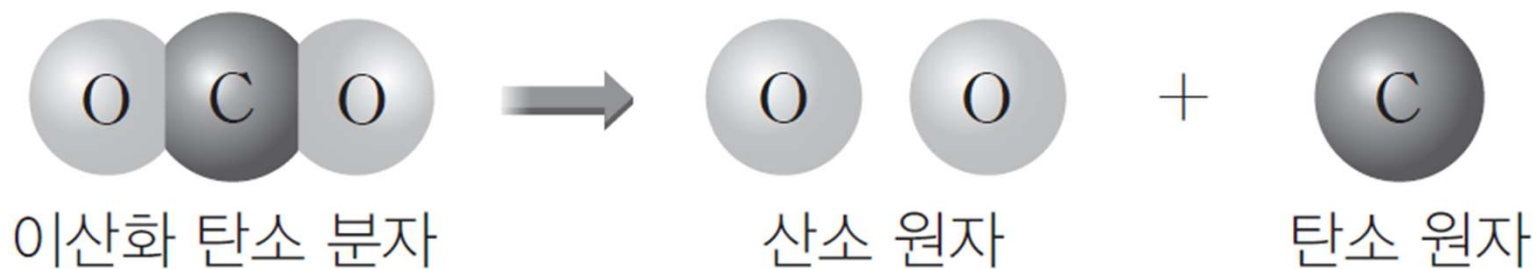 O C O O O + C
이산화 탄소 분자 산소 원자 탄소 원자